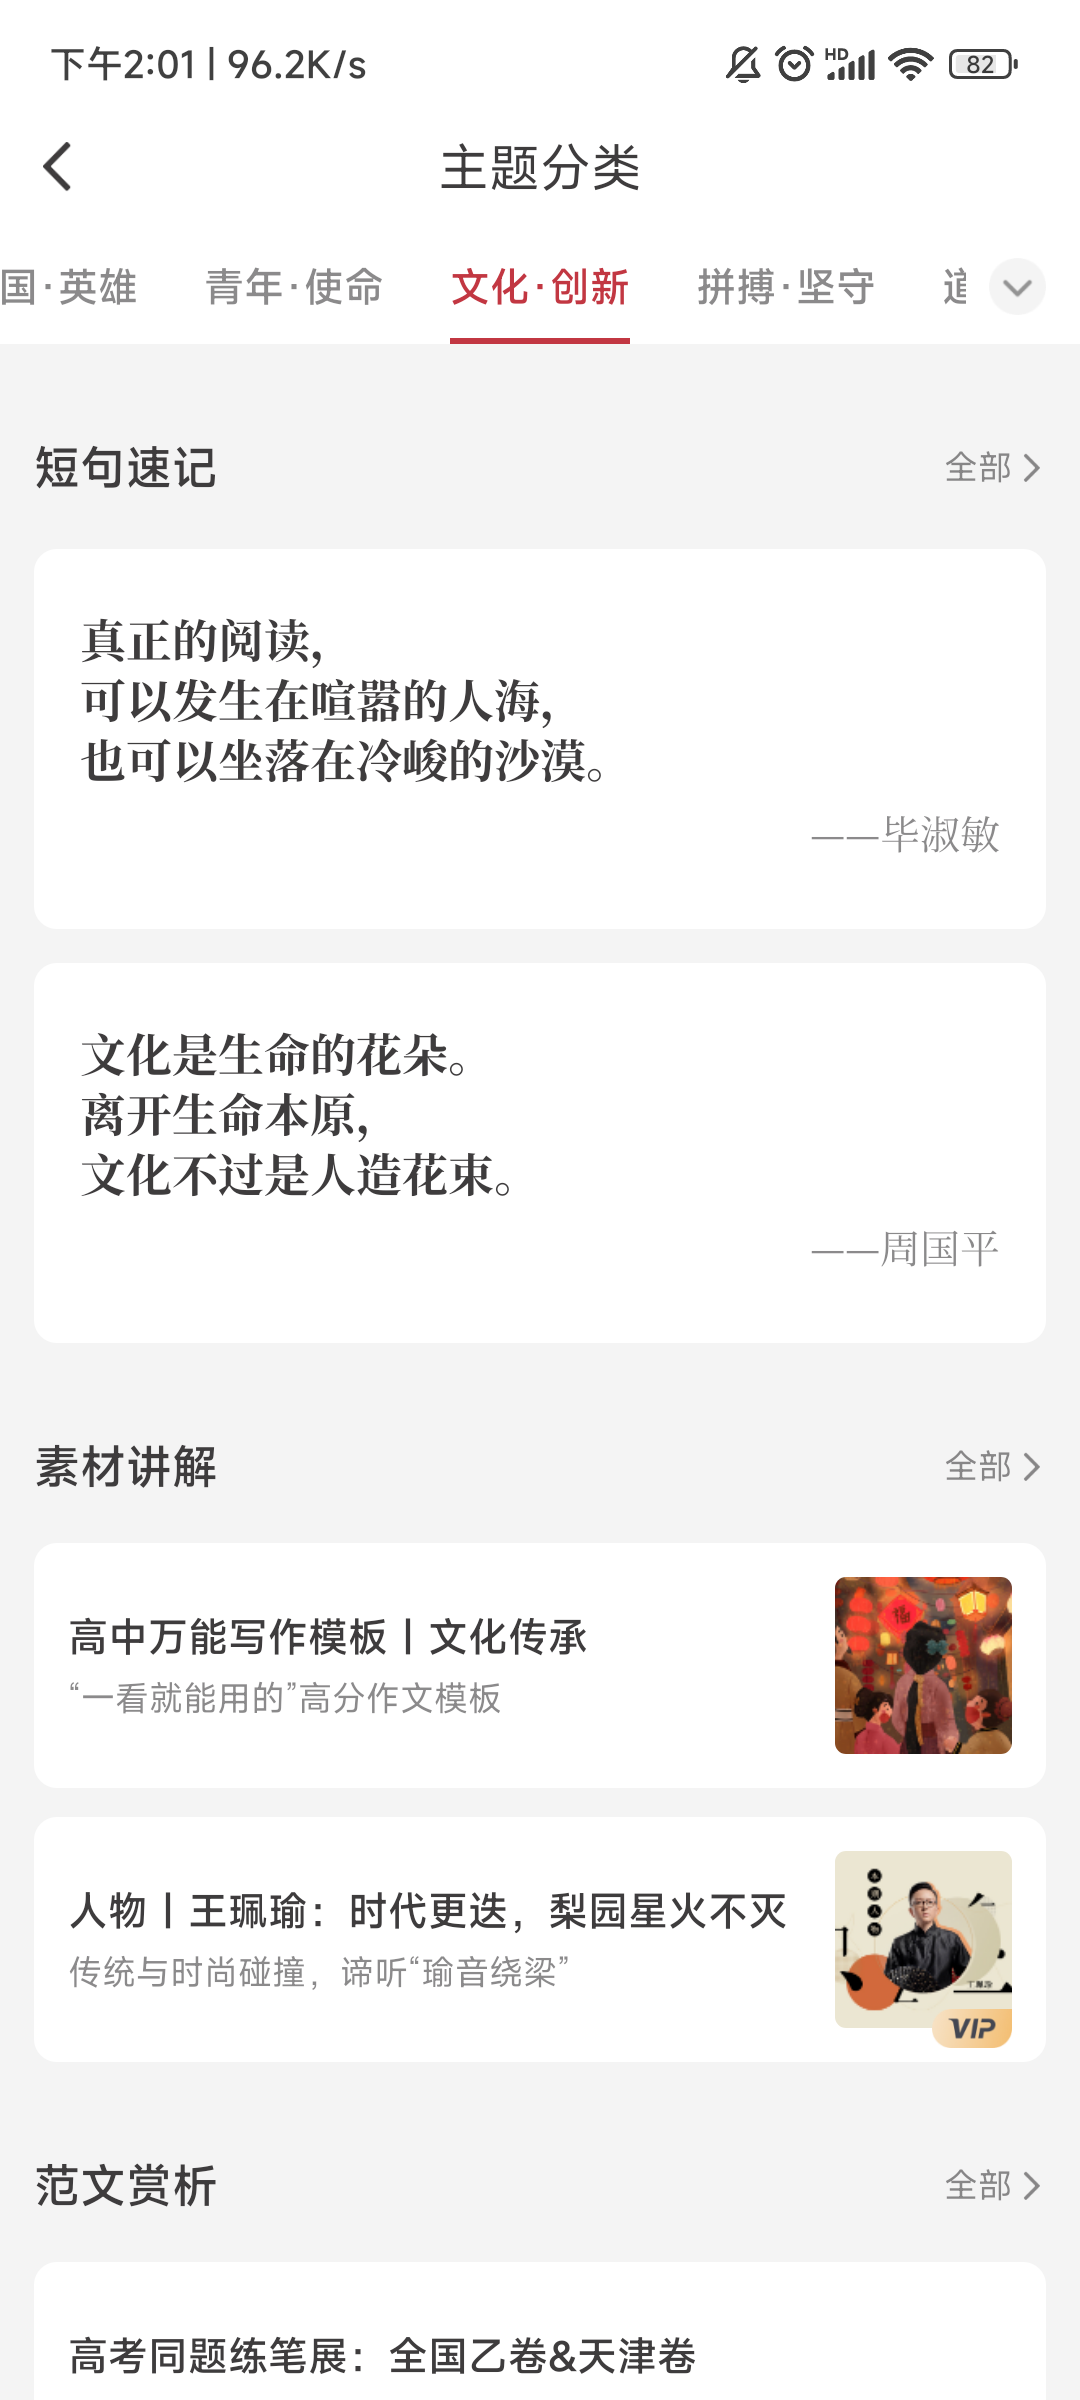 下午2:01 | 96.2K/s
HD
82
主题分类
国·英雄
青年·使命
文化·创新
拼搏·坚守
短句速记
全部
真正的阅读，
可以发生在喧嚣的人海，
也可以坐落在冷峻的沙漠。
——毕淑敏
文化是生命的花朵。
离开生命本原，
文化不过是人造花束。
——周国平
素材讲解
全部
高中万能写作模板丨文化传承
“一看就能用的”高分作文模板
福
人物丨王珮瑜：时代更迭，梨园星火不灭
传统与时尚碰撞，谛听“瑜音绕梁”
VIP
范文赏析
全部
高考同题练笔展：全国乙卷&天津卷